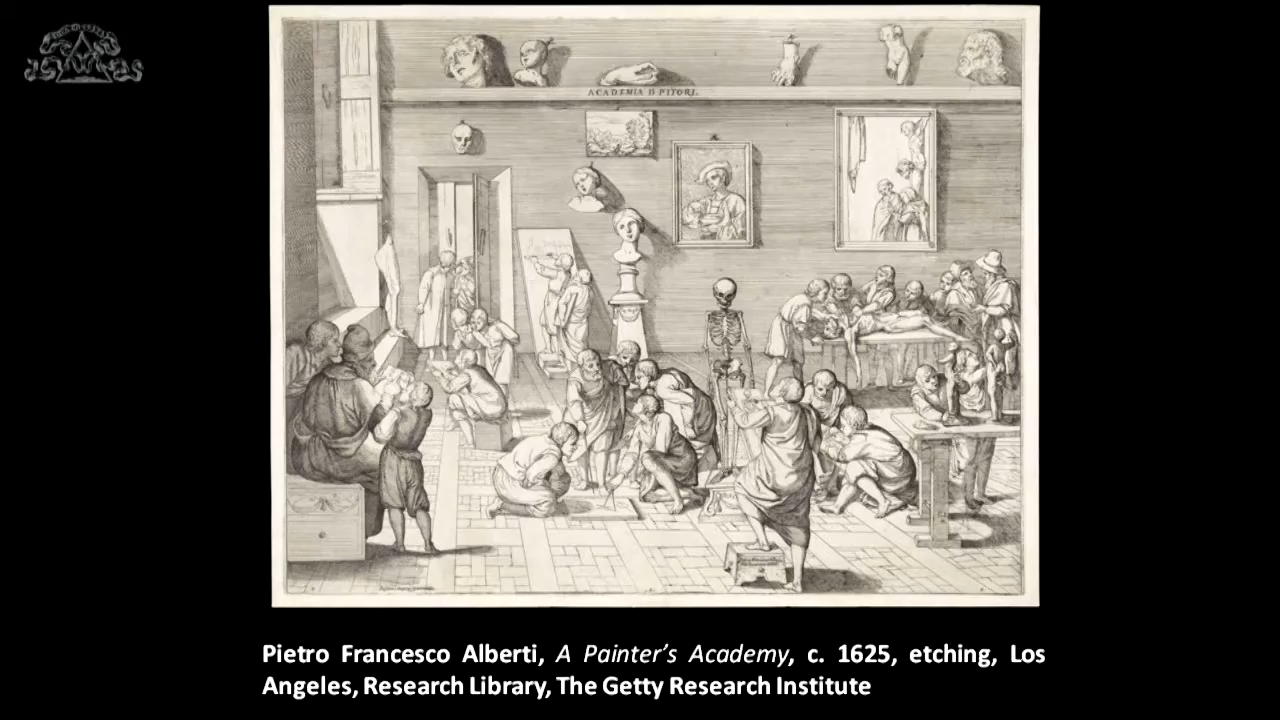 ACADEMIA D PITORI.
Pietro Francesco Alberti, A Painter’s Academy, c. 1625, etching, Los
Angeles, Research Library, The Getty Research Institute